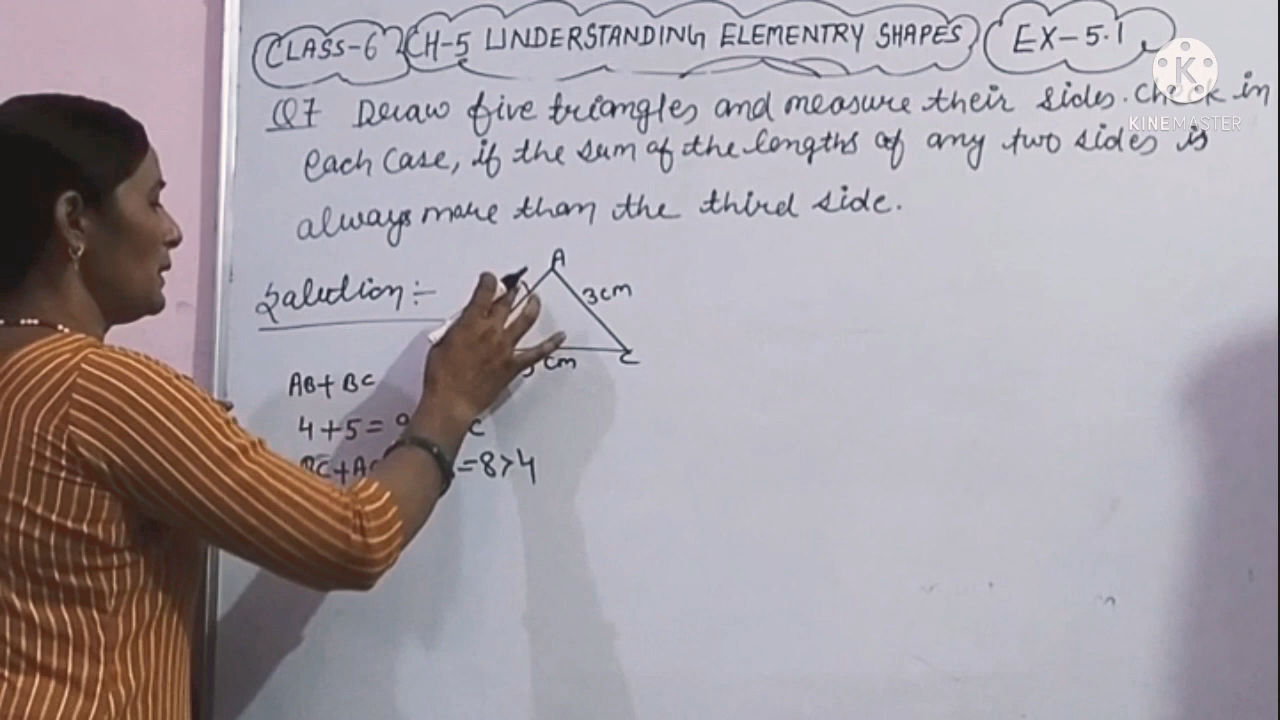 CLASS-6 CH-5 UNDERSTANDING ELEMENTRY SHAPES EX-5.1
Q7 Draw five triangles and measure their sides. Check in
each case, if the sum of the lengths of any two sides is
always more than the third side.
K
KINEMASTER
Solution :-
A
3cm
C
cm
AB+BC
4+5=
C
BC+AC =8>4